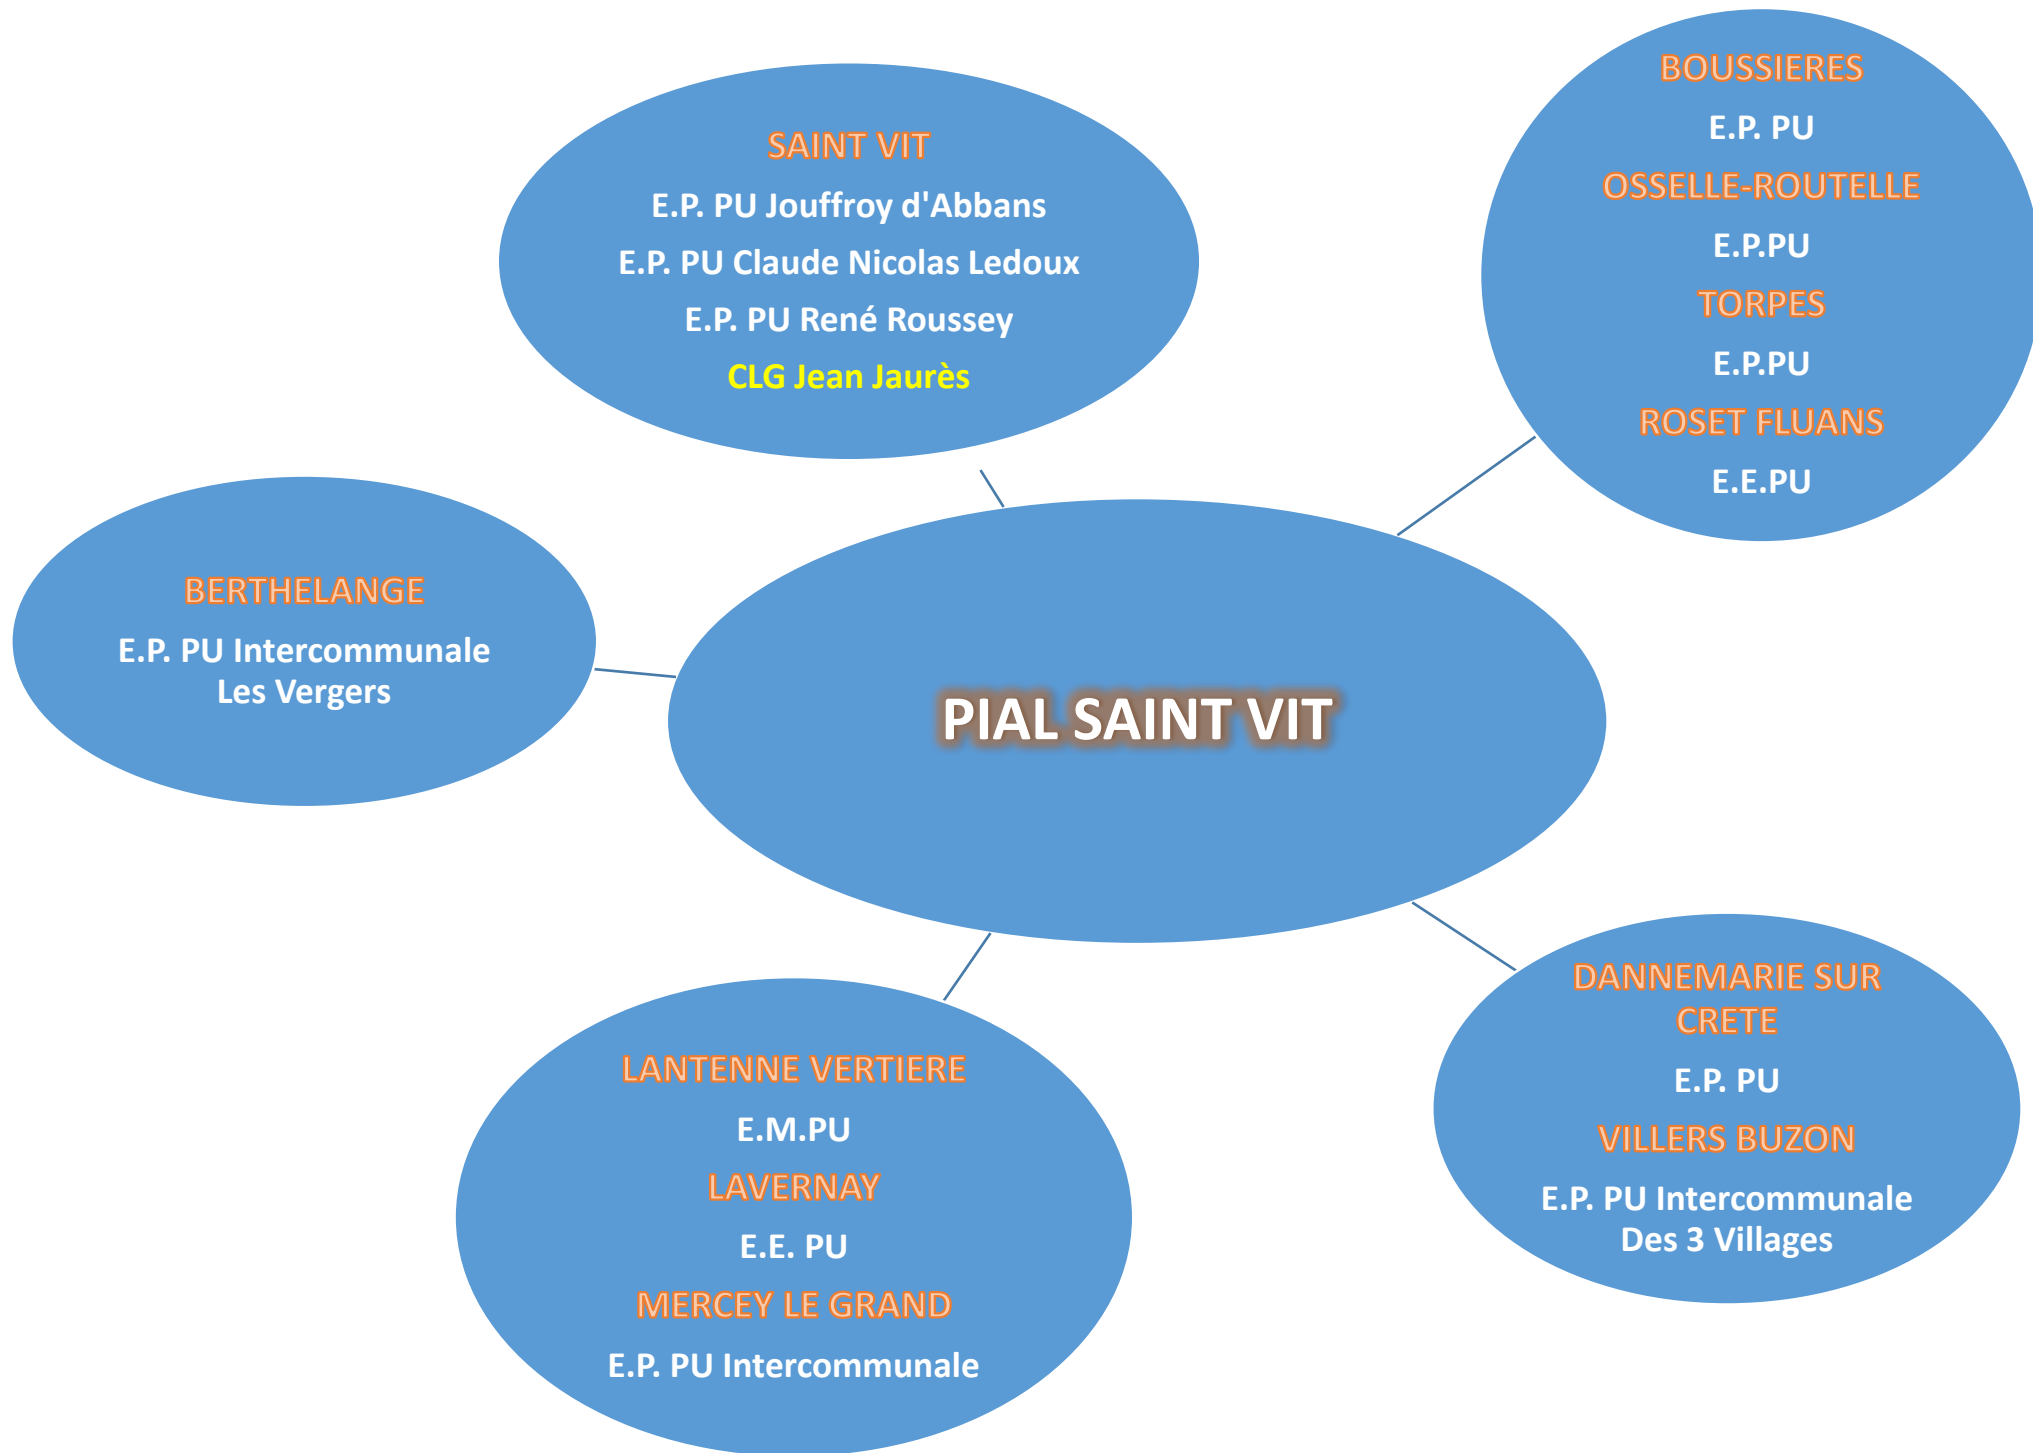 SAINT VIT
E.P. PU Jouffroy d'Abbans
E.P. PU Claude Nicolas Ledoux
E.P. PU René Roussey
CLG Jean Jaurès
BOUSSIERES
E.P. PU
OSSELLE-ROUTELLE
E.P.PU
TORPES
E.P.PU
ROSET FLUANS
E.E.PU
BERTHELANGE
E.P. PU Intercommunale
Les Vergers
PIAL SAINT VIT
LANTENNE VERTIERE
E.M.PU
LAVERNAY
E.E. PU
MERCEY LE GRAND
E.P. PU Intercommunale
DANNEMARIE SUR
CRETE
E.P. PU
VILLERS BUZON
E.P. PU Intercommunale
Des 3 Villages